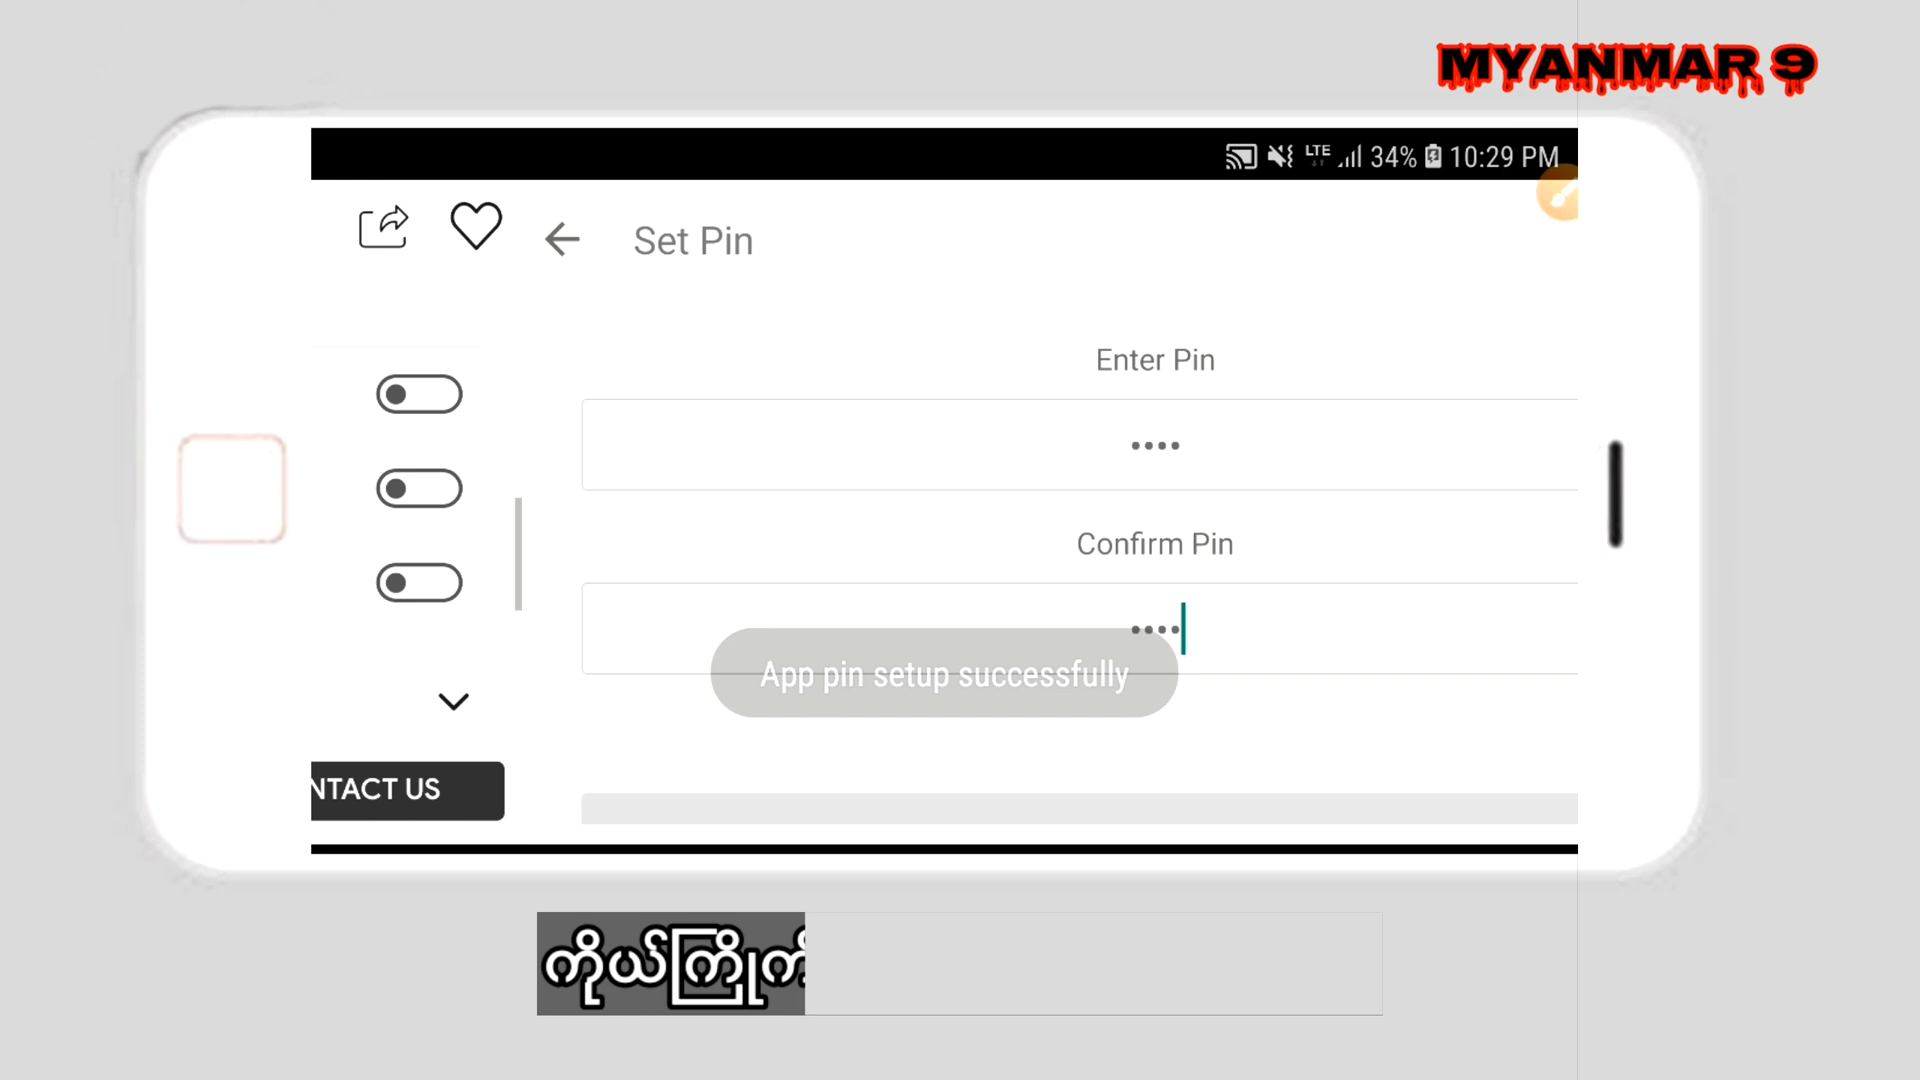 MYANMAR 9
LTE 34% 10:29 PM
Set Pin
Enter Pin
••••
Confirm Pin
••••
App pin setup successfully
NTACT US
ကိုယ်ကြိုက်